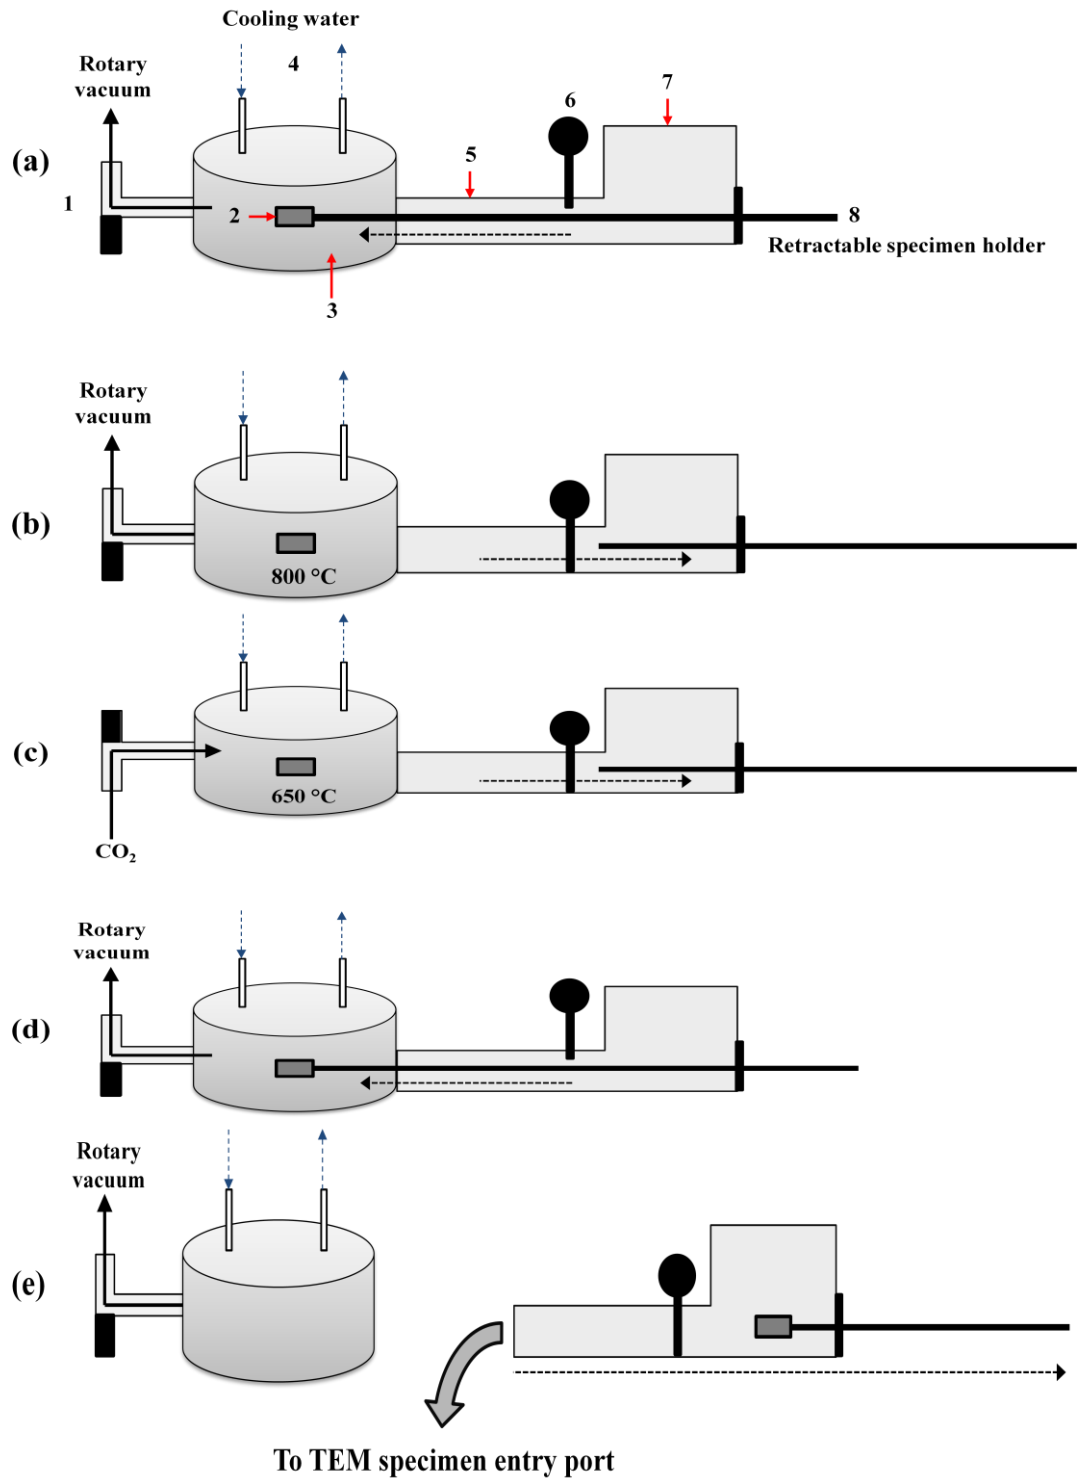 Cooling water
4
Rotary
vacuum
6
7
(a)
5
1
2
8
Retractable specimen holder
3
Rotary
vacuum
(b)
800 °C
(c)
650 °C
CO₂
Rotary
vacuum
(d)
Rotary
vacuum
(e)
To TEM specimen entry port